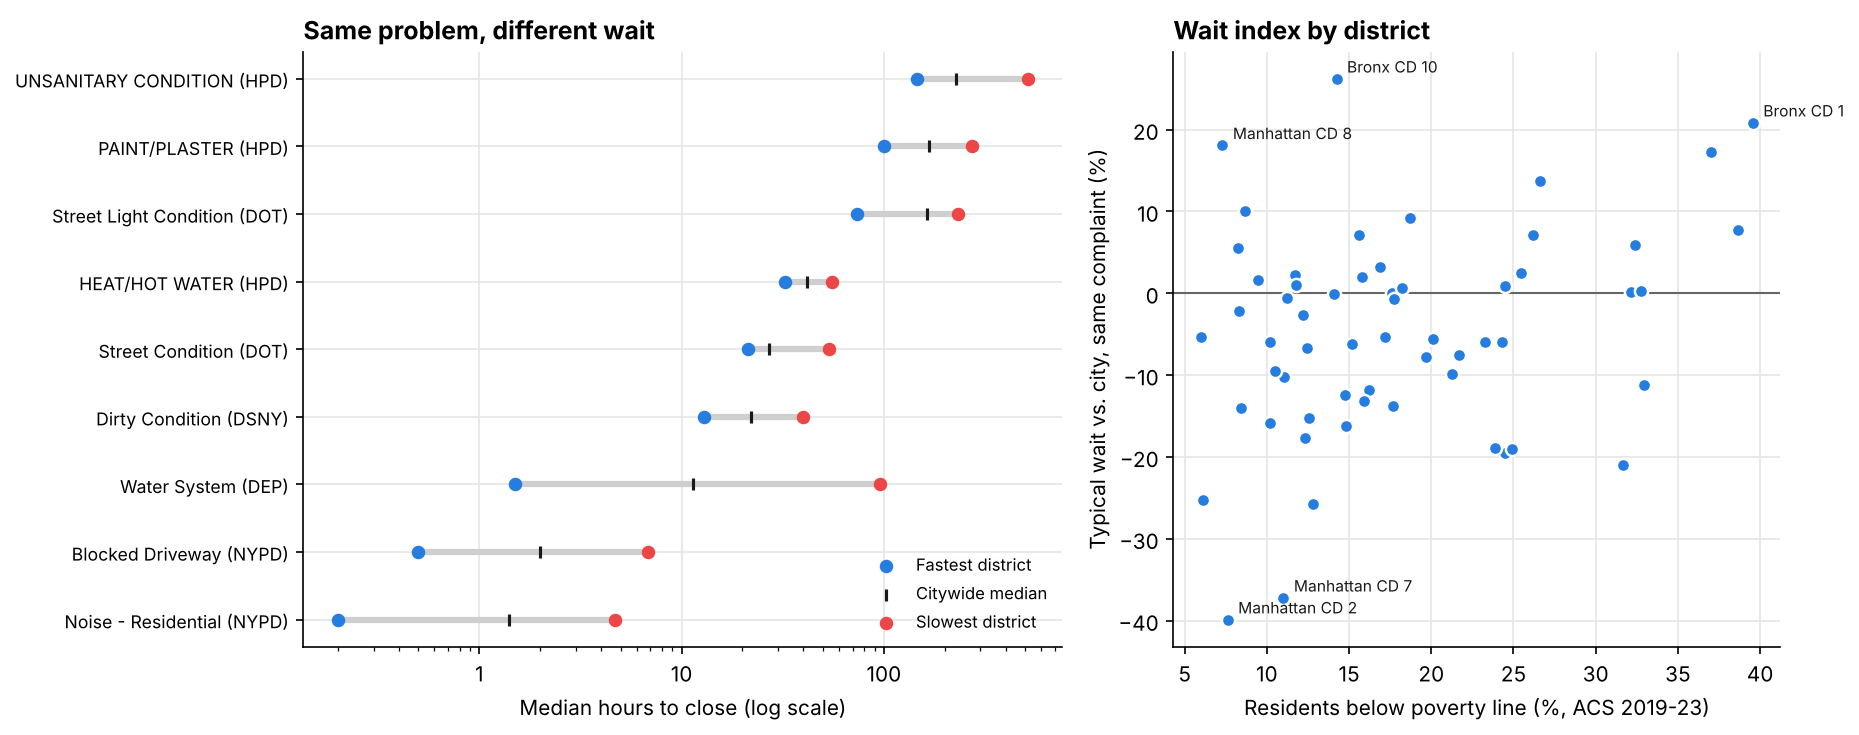 Same problem, different wait
UNSANITARY CONDITION (HPD)
PAINT/PLASTER (HPD)
Street Light Condition (DOT)
HEAT/HOT WATER (HPD)
Street Condition (DOT)
Dirty Condition (DSNY)
Water System (DEP)
Blocked Driveway (NYPD)
Noise - Residential (NYPD)
Fastest district
Citywide median
Slowest district
1 10 100
Median hours to close (log scale)
Wait index by district
Typical wait vs. city, same complaint (%)
20
10
0
−10
−20
−30
−40
Bronx CD 10
Bronx CD 1
Manhattan CD 8
Manhattan CD 7
Manhattan CD 2
5 10 15 20 25 30 35 40
Residents below poverty line (%, ACS 2019-23)